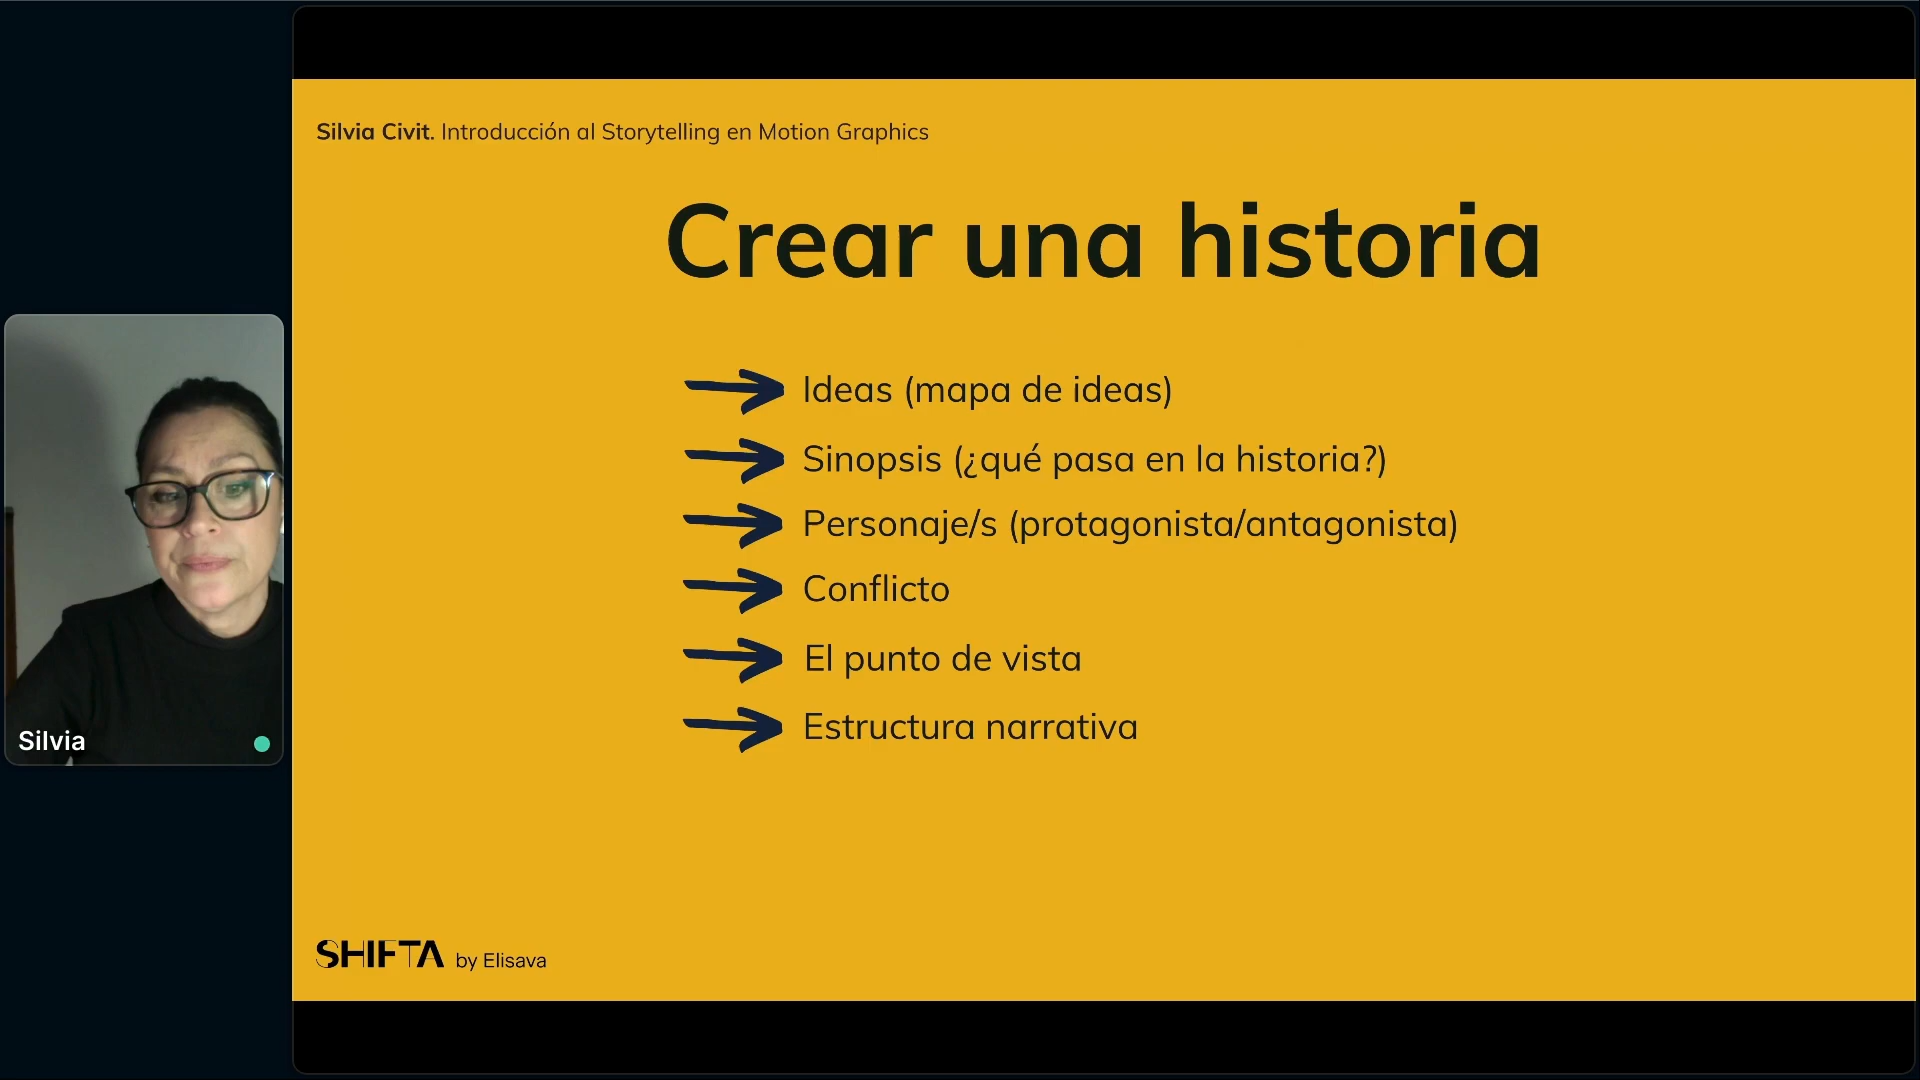 Silvia Civit. Introducción al Storytelling en Motion Graphics
Crear una historia
Ideas (mapa de ideas)
Sinopsis (¿qué pasa en la historia?)
Personaje/s (protagonista/antagonista)
Conflicto
El punto de vista
Estructura narrativa
Silvia
SHIFTA by Elisava